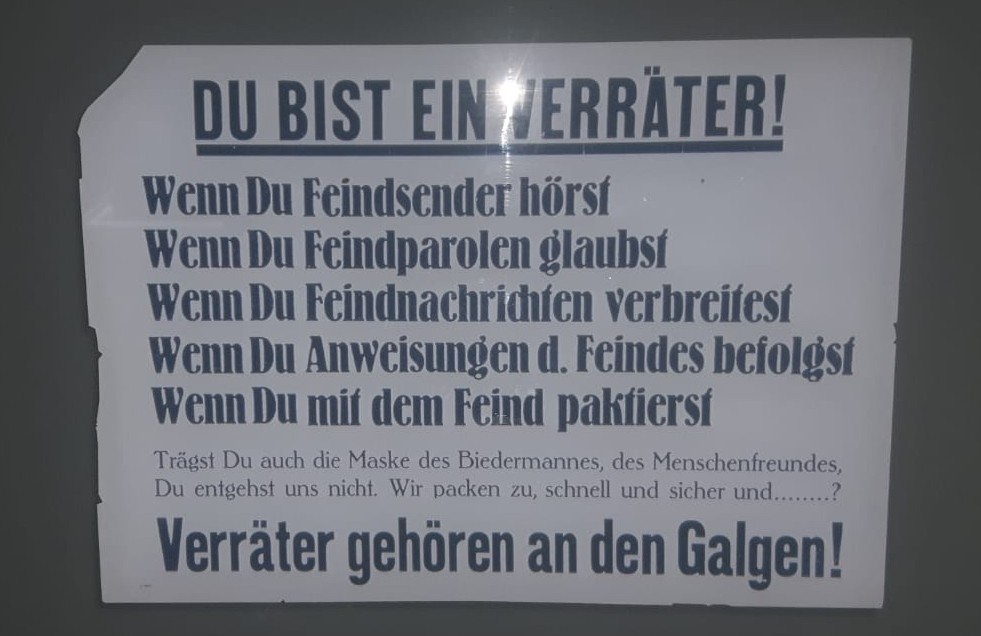 DU BIST EIN VERRÄTER!
Wenn Du Feindsender hörst
Wenn Du Feindparolen glaubst
Wenn Du Feindnachrichten verbreitest
Wenn Du Anweisungen d. Feindes befolgst
Wenn Du mit dem Feind paktierst
Trägst Du auch die Maske des Biedermannes, des Menschenfreundes,
Du entgehst uns nicht. Wir packen zu, schnell und sicher und........?
Verräter gehören an den Galgen!